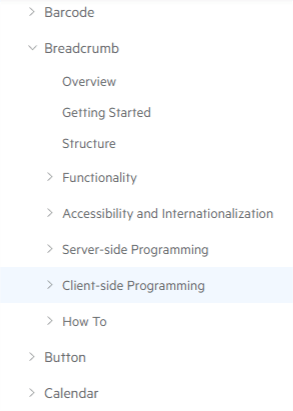 Barcode
Breadcrumb
Overview
Getting Started
Structure
Functionality
Accessibility and Internationalization
Server-side Programming
Client-side Programming
How To
Button
Calendar